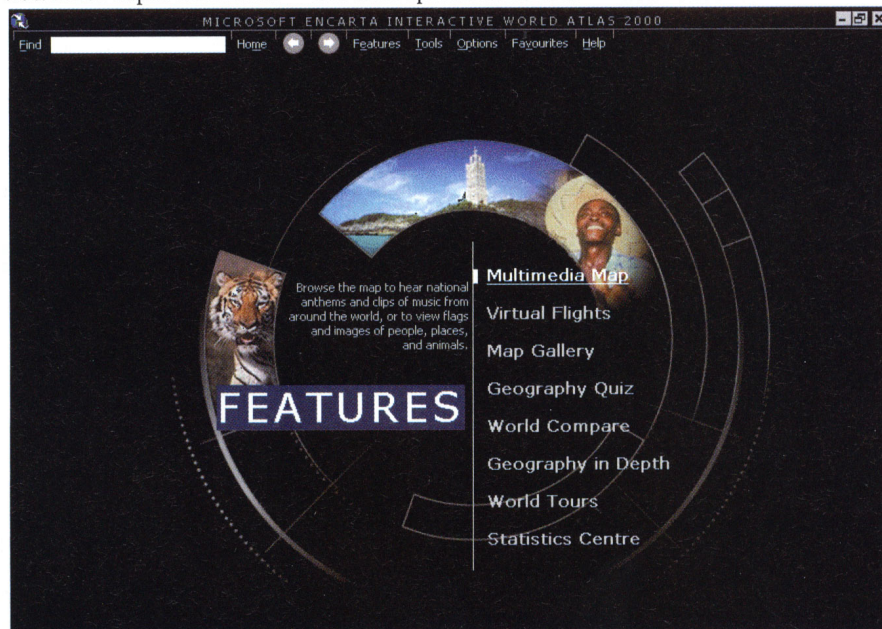 MICROSOFT ENCARTA INTERACTIVE WORLD ATLAS 2000
Find Home Features Tools Options Favourites Help
Browse the map to hear national
anthems and clips of music from
around the world, or to view flags
and images of people, places,
and animals.
FEATURES
Multimedia Map
Virtual Flights
Map Gallery
Geography Quiz
World Compare
Geography in Depth
World Tours
Statistics Centre